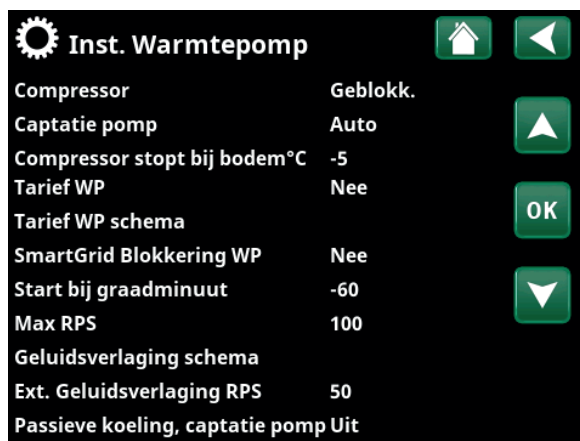 Inst. Warmtepomp
Compressor Geblokk.
Captatie pomp Auto
Compressor stopt bij bodem°C -5
Tarief WP Nee
Tarief WP schema
SmartGrid Blokkering WP Nee
OK
Start bij graadminuut -60
Max RPS 100
Geluidsverlaging schema
Ext. Geluidsverlaging RPS 50
Passieve koeling, captatie pomp Uit